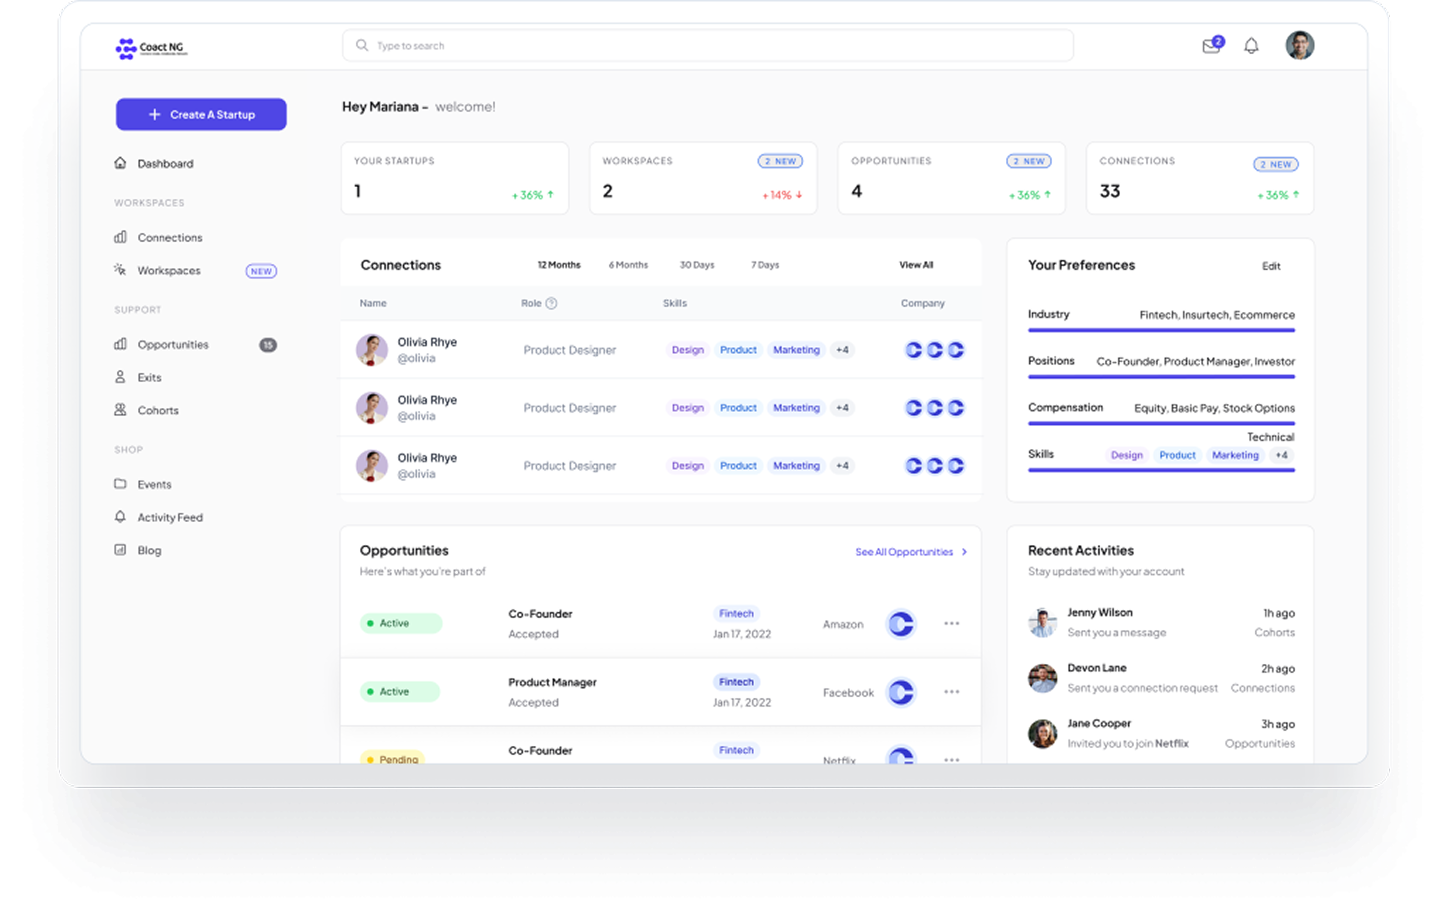 Coact NG
Type to search
2
Create A Startup
Dashboard
WORKSPACES
Connections
Workspaces NEW
SUPPORT
Opportunities 15
Exits
Cohorts
SHOP
Events
Activity Feed
Blog
Hey Mariana - welcome!
YOUR STARTUPS
1 +36% ↑
WORKSPACES 2 NEW
2 +14% ↓
OPPORTUNITIES 2 NEW
4 +36% ↑
CONNECTIONS 2 NEW
33 +36% ↑
Connections 12 Months 6 Months 30 Days 7 Days View All
Name Role ? Skills Company
Olivia Rhye
@olivia
Product Designer Design Product Marketing +4
Olivia Rhye
@olivia
Product Designer Design Product Marketing +4
Olivia Rhye
@olivia
Product Designer Design Product Marketing +4
Your Preferences Edit
Industry Fintech, Insurtech, Ecommerce
Positions Co-Founder, Product Manager, Investor
Compensation Equity, Basic Pay, Stock Options
Technical
Skills Design Product Marketing +4
Opportunities See All Opportunities
Here's what you're part of
Active Co-Founder Fintech Amazon
Accepted Jan 17, 2022
Active Product Manager Fintech Facebook
Accepted Jan 17, 2022
Pending Co-Founder Fintech Netflix
Recent Activities
Stay updated with your account
Jenny Wilson 1h ago
Sent you a message Cohorts
Devon Lane 2h ago
Sent you a connection request Connections
Jane Cooper 3h ago
Invited you to join Netflix Opportunities